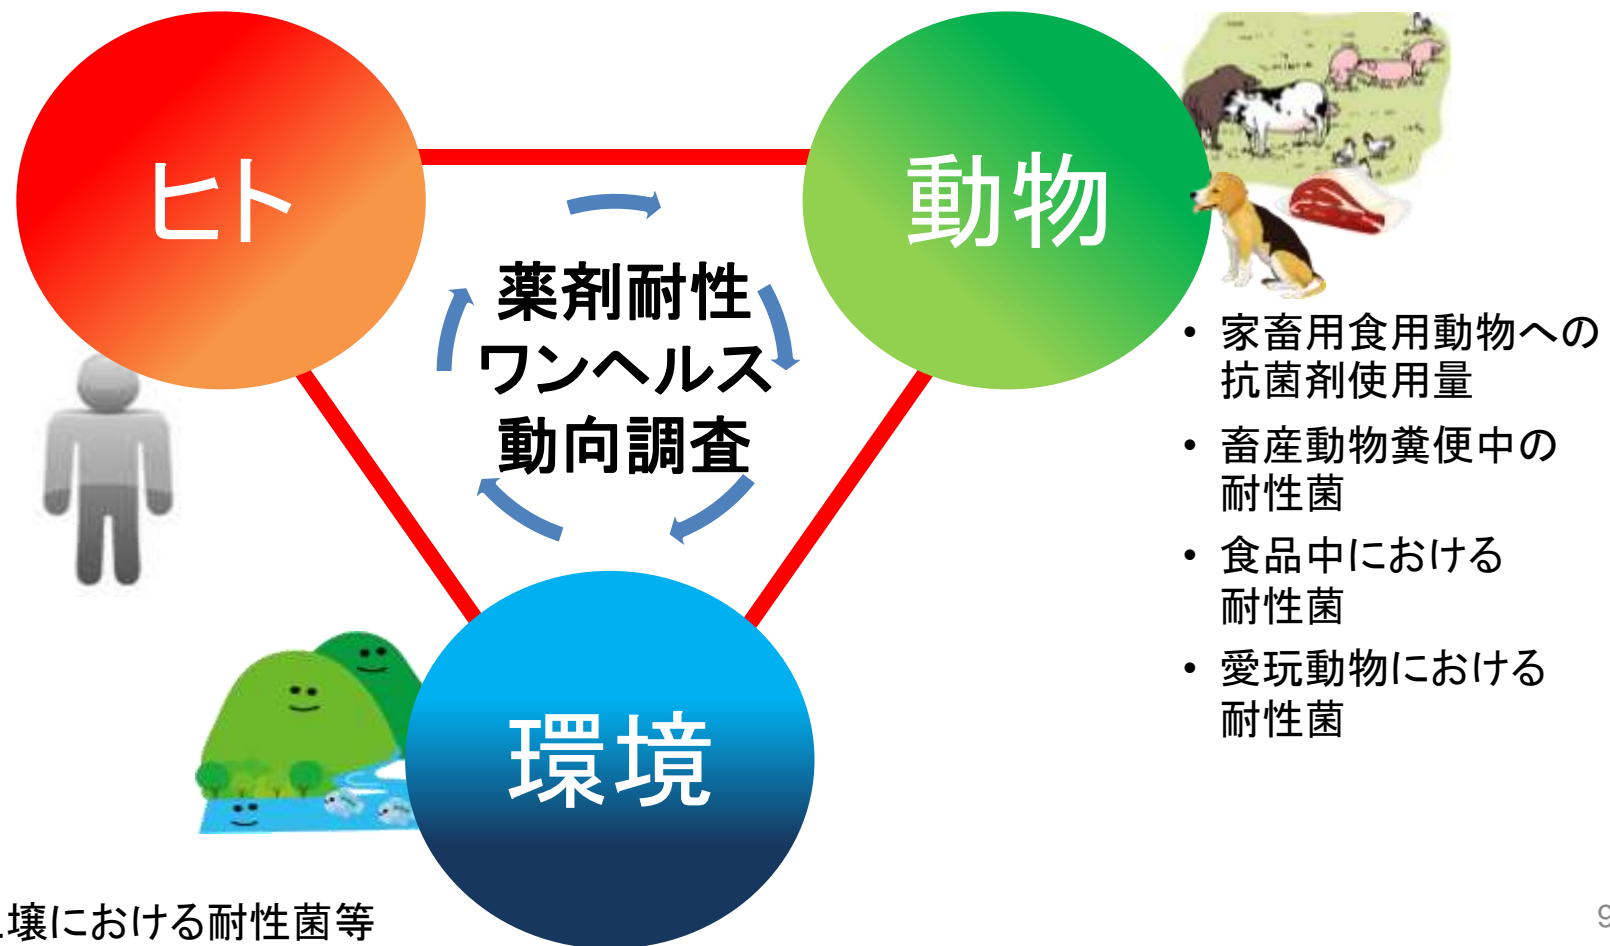 ヒト
動物
薬剤耐性
ワンヘルス
動向調査
• 家畜用食用動物への
抗菌剤使用量
• 畜産動物糞便中の
耐性菌
• 食品中における
耐性菌
• 愛玩動物における
耐性菌
環境
壌における耐性菌等
9